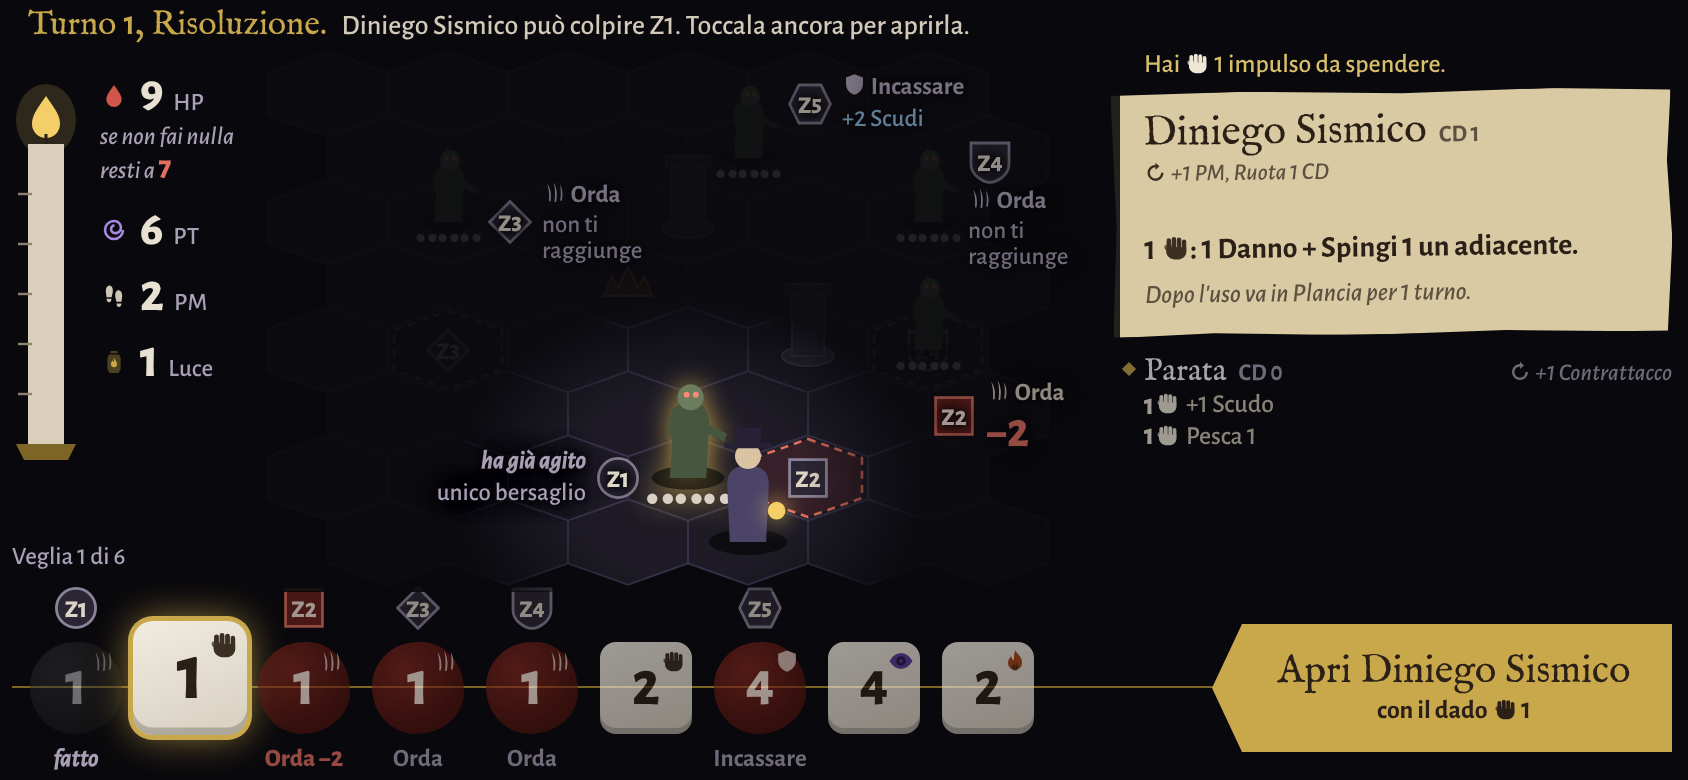 Turno 1, Risoluzione. Diniego Sismico può colpire Z1. Toccala ancora per aprirla.
9 HP
se non fai nulla
resti a 7
6 PT
2 PM
1 Luce
Z5 Incassare
+2 Scudi
Z4
Orda
non ti
raggiunge
Z3 Orda
non ti
raggiunge
Z3
Z2 Orda
−2
ha già agito
unico bersaglio
Z1
Z2
Hai 1 impulso da spendere.
Diniego Sismico CD 1
+1 PM, Ruota 1 CD
1 : 1 Danno + Spingi 1 un adiacente.
Dopo l'uso va in Plancia per 1 turno.
Parata CD 0 +1 Contrattacco
1 +1 Scudo
1 Pesca 1
Veglia 1 di 6
Z1 Z2 Z3 Z4 Z5
1 1 1 1 1 2 4 4 2
fatto Orda −2 Orda Orda Incassare
Apri Diniego Sismico
con il dado 1